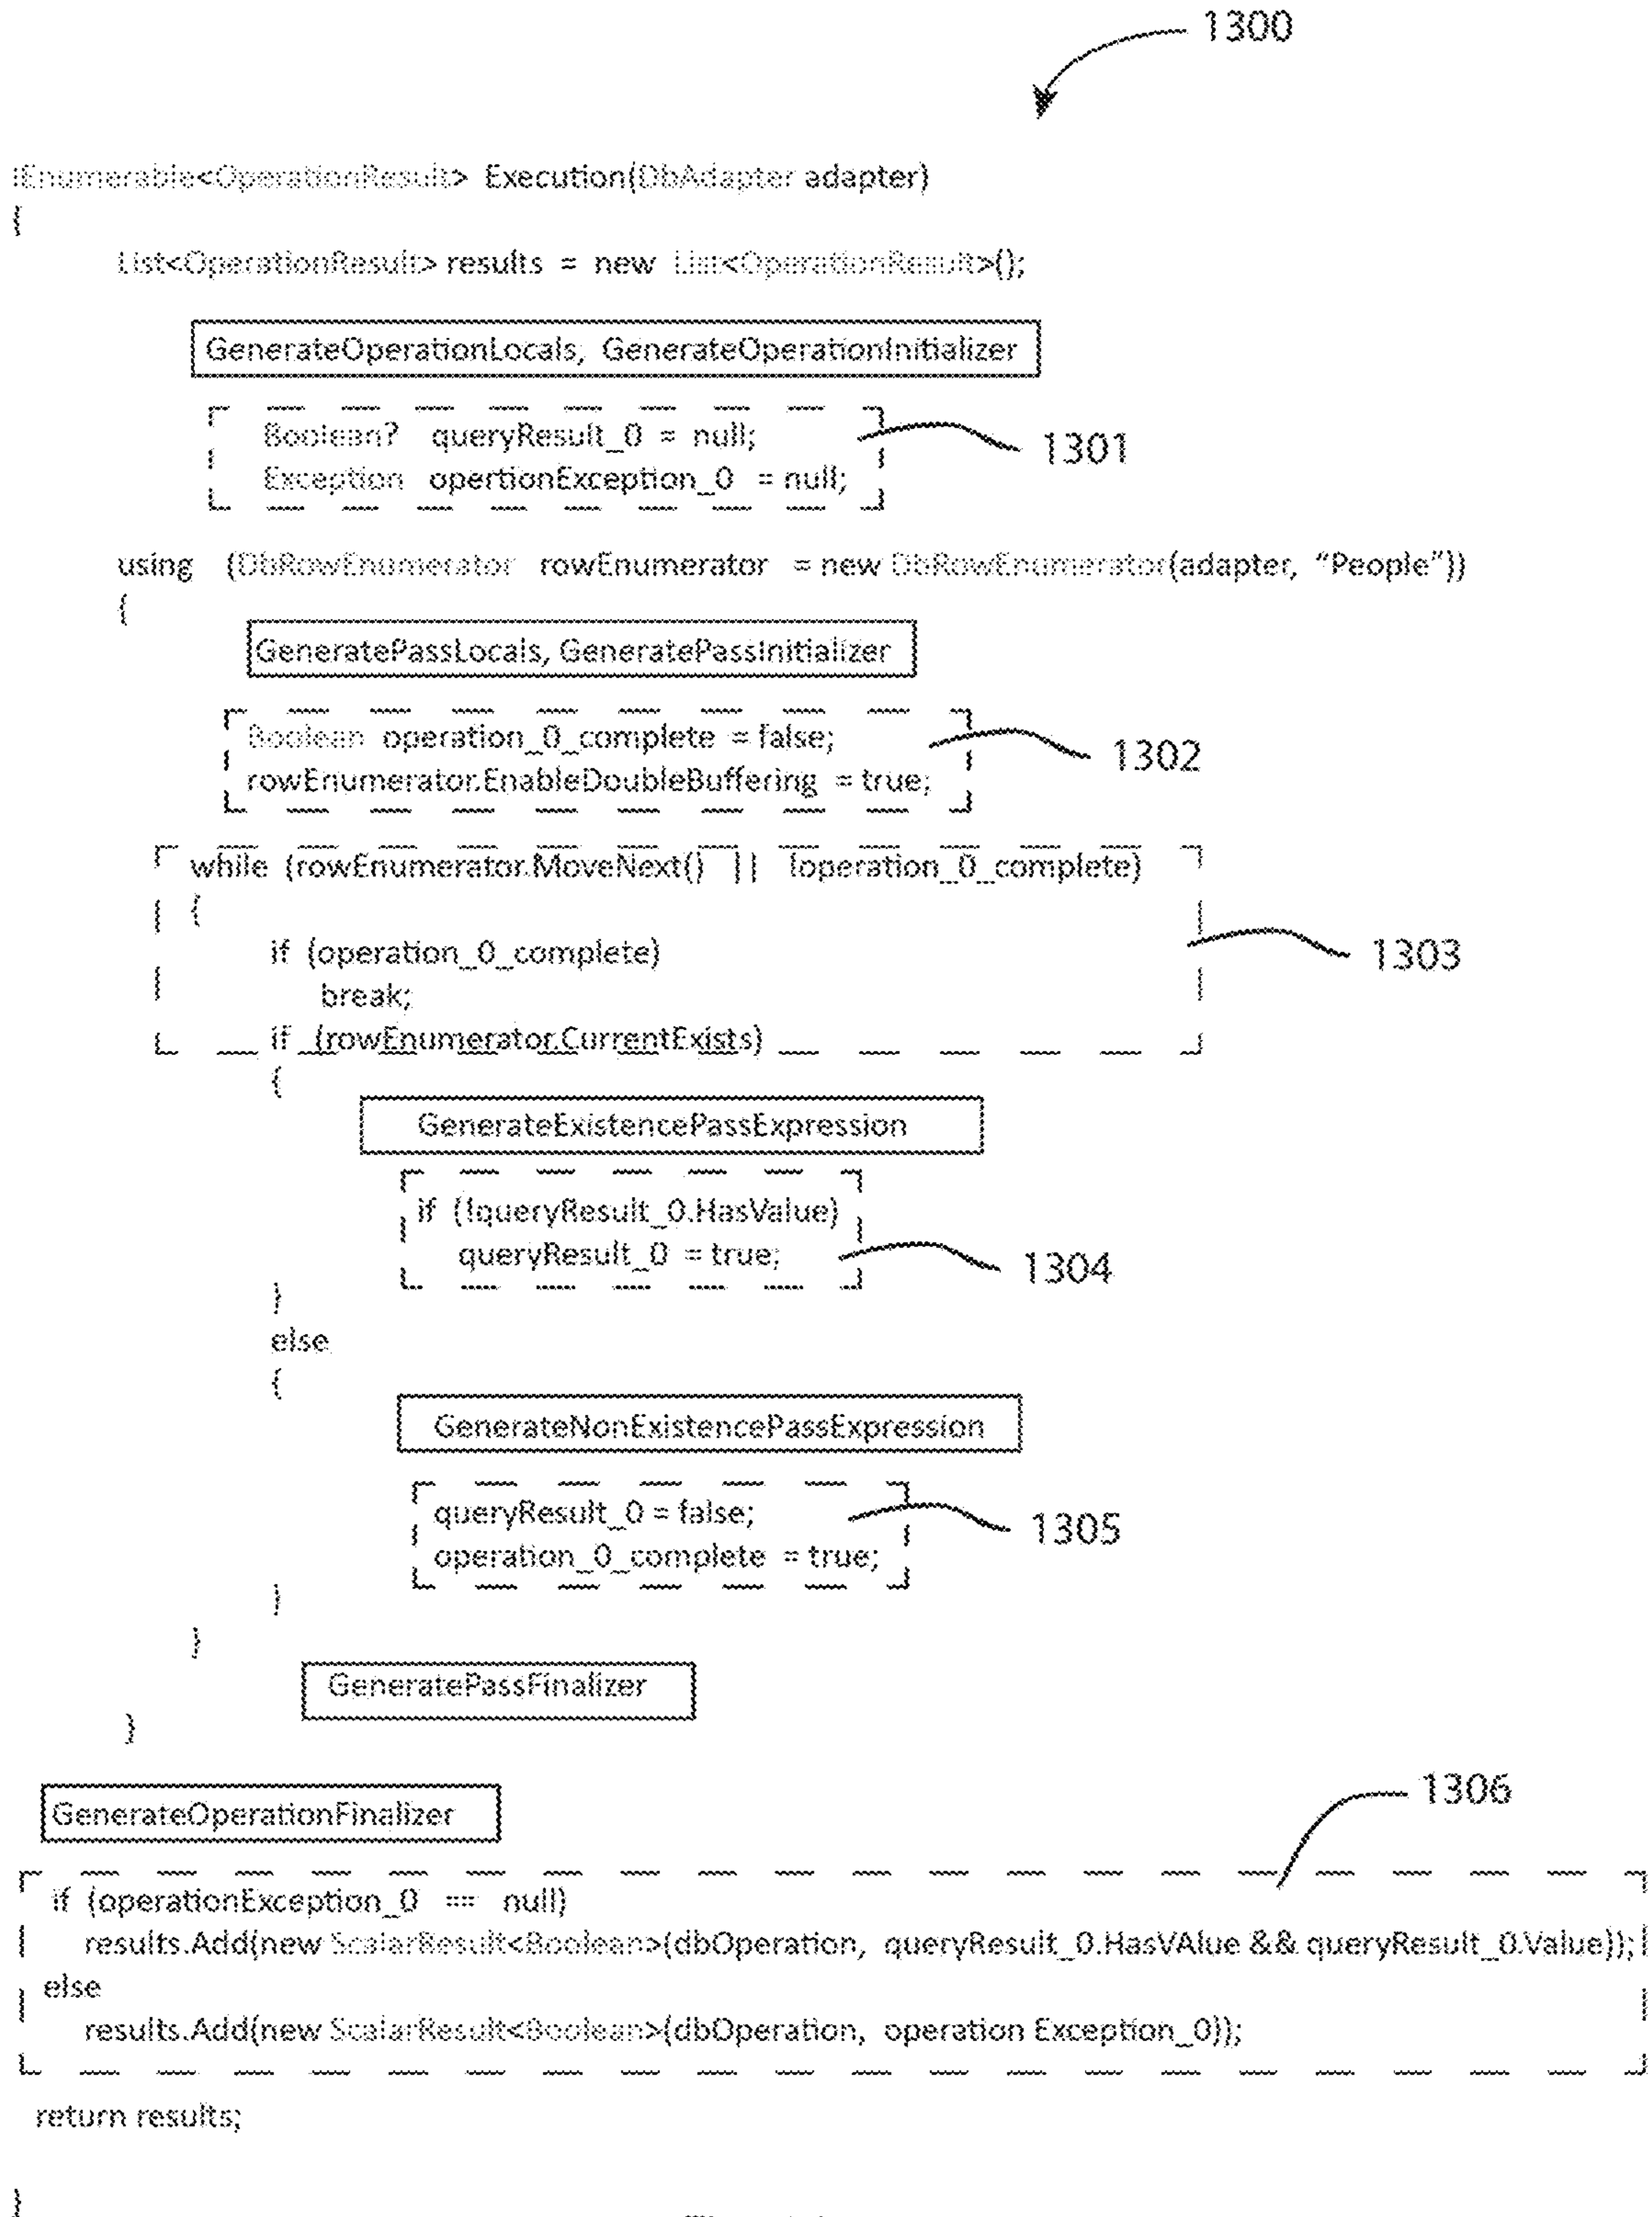 1300
IEnumerable<OperationResult> Execution(DbAdapter adapter)
{
List<OperationResult> results = new List<OperationResult>();
GenerateOperationLocals, GenerateOperationInitializer
Boolean? queryResult_0 = null;
Exception opertionException_0 = null;
1301
using (DbRowEnumerator rowEnumerator = new DbRowEnumerator(adapter, “People”))
{
GeneratePassLocals, GeneratePassInitializer
Boolean operation_0_complete = false;
rowEnumerator.EnableDoubleBuffering = true;
1302
while (rowEnumerator.MoveNext() || !operation_0_complete)
{
if (operation_0_complete)
1303
break;
if (rowEnumerator.CurrentExists)
{
GenerateExistencePassExpression
if (!queryResult_0.HasValue)
queryResult_0 = true;
1304
}
else
{
GenerateNonExistencePassExpression
queryResult_0 = false;
1305
operation_0_complete = true;
}
}
GeneratePassFinalizer
}
1306
GenerateOperationFinalizer
if (operationException_0 == null)
results.Add(new ScalarResult<Boolean>(dbOperation, queryResult_0.HasVAlue && queryResult_0.Value));
else
results.Add(new ScalarResult<Boolean>(dbOperation, operation Exception_0));
return results;
}